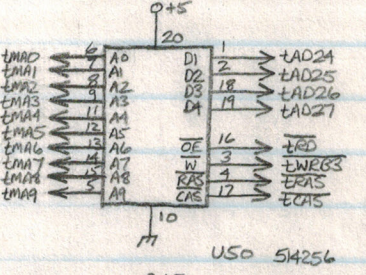 +5
20
tMA0 6 A0 D1 1 tAD24
tMA1 7 A1 D2 2 tAD25
tMA2 8 A2 D3 18 tAD26
tMA3 9 A3 D4 19 tAD27
tMA4 11 A4
tMA5 12 A5 OE 16 tRD
tMA6 13 A6 W 3 tWRB3
tMA7 14 A7 RAS 4 tRAS
tMA8 15 A8 CAS 17 tCAS
tMA9 5 A9
10
U50 514256